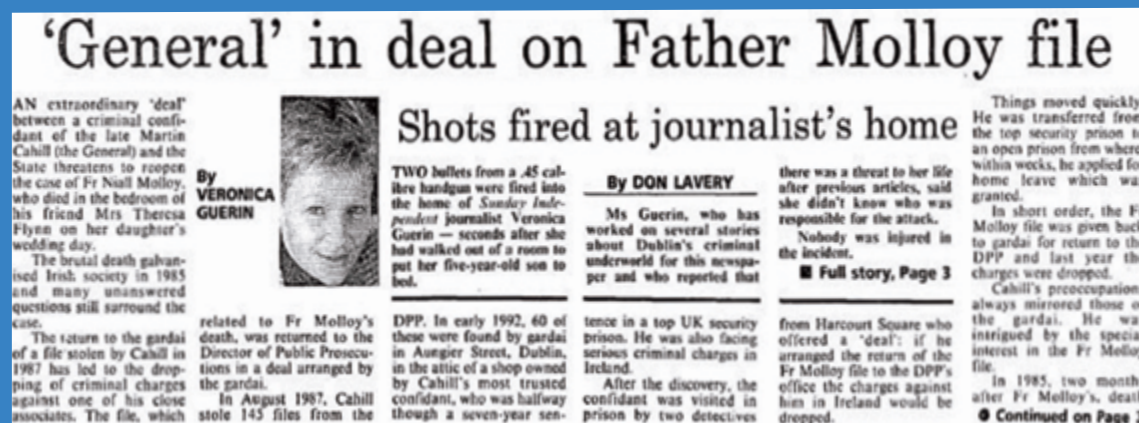 ‘General’ in deal on Father Molloy file
AN extraordinary ‘deal’
between a criminal confi-
dant of the late Martin
Cahill (the General) and the
State threatens to reopen
the case of Fr Niall Molloy,
who died in the bedroom of
his friend Mrs Theresa
Flynn on her daughter's
wedding day.
The brutal death galvan-
ised Irish society in 1985
and many unanswered
questions still surround the
case.
The return to the gardai
of a file stolen by Cahill in
1987 has led to the drop-
ping of criminal charges
against one of his close
associates. The file, which
By
VERONICA
GUERIN
related to Fr Molloy's
death, was returned to the
Director of Public Prosecu-
tions in a deal arranged by
the gardai.
In August 1987, Cahill
stole 145 files from the
Shots fired at journalist's home
TWO bullets from a .45 cal-
ibre handgun were fired into
the home of Sunday Inde-
pendent journalist Veronica
Guerin — seconds after she
had walked out of a room to
put her five-year-old son to
bed.
By DON LAVERY
Ms Guerin, who has
worked on several stories
about Dublin's criminal
underworld for this newspa-
per and who reported that
there was a threat to her life
after previous articles, said
she didn't know who was
responsible for the attack.
Nobody was injured in
the incident.
■ Full story, Page 3
DPP. In early 1992, 60 of
these were found by gardai
in Aungier Street, Dublin,
in the attic of a shop owned
by Cahill's most trusted
confidant, who was halfway
though a seven-year sen-
tence in a top UK security
prison. He was also facing
serious criminal charges in
Ireland.
After the discovery, the
confidant was visited in
prison by two detectives
from Harcourt Square who
offered a ‘deal’: if he
arranged the return of the
Fr Molloy file to the DPP's
office the charges against
him in Ireland would be
dropped.
Things moved quickly.
He was transferred from
the top security prison to
an open prison from where,
within weeks, he applied for
home leave which was
granted.
In short order, the Fr
Molloy file was given back
to gardai for return to the
DPP and last year the
charges were dropped.
Cahill's preoccupations
always mirrored those of
the gardai. He was
intrigued by the special
interest in the Fr Molloy
file.
In 1985, two months
after Fr Molloy's, death
● Continued on Page